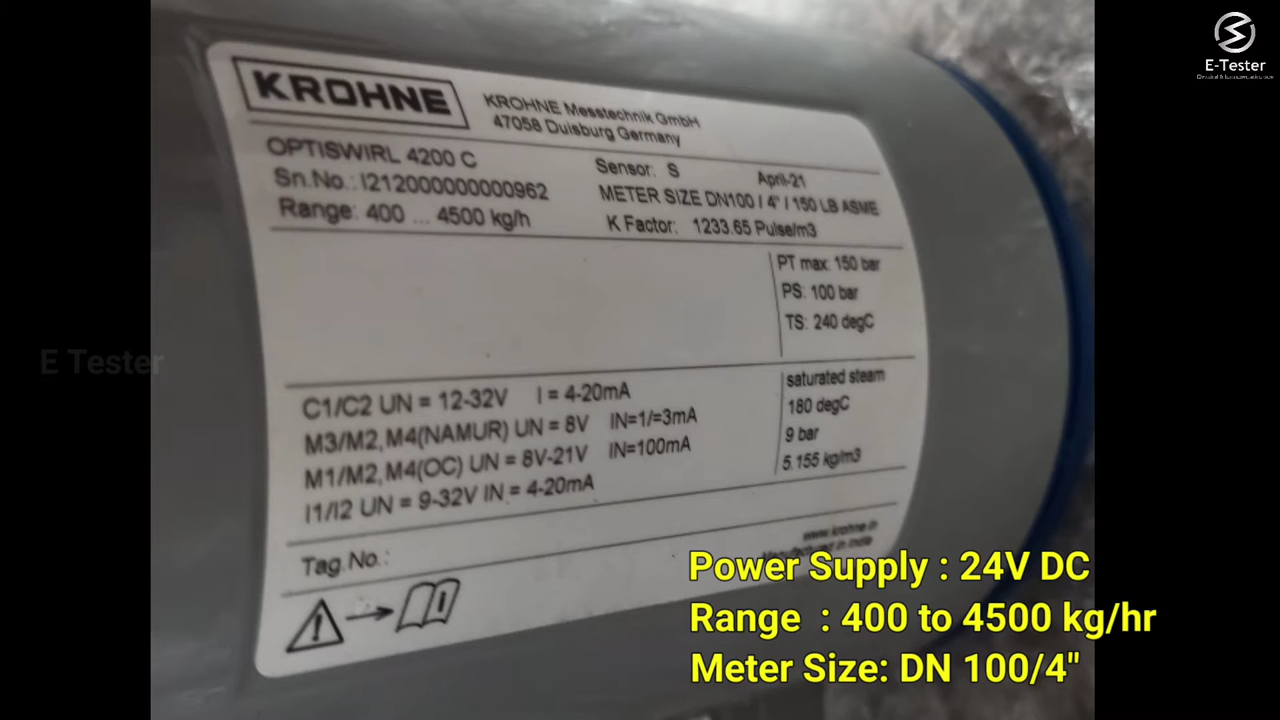 E-Tester
KROHNE
KROHNE Messtechnik GmbH
47058 Duisburg Germany
OPTISWIRL 4200 C
Sensor: S April-21
Sn.No.: I212000000000962
METER SIZE DN100 / 4" / 150 LB ASME
Range: 400 ... 4500 kg/h
K Factor: 1233.65 Pulse/m3
PT max: 150 bar
PS: 100 bar
TS: 240 degC
C1/C2 UN = 12-32V I = 4-20mA
M3/M2,M4(NAMUR) UN = 8V IN=1/=3mA
M1/M2,M4(OC) UN = 8V-21V IN=100mA
I1/I2 UN = 9-32V IN = 4-20mA
saturated steam
180 degC
9 bar
5.155 kg/m3
E Tester
Tag.No.:
www.krohne.in
Manufactured in India
Power Supply : 24V DC
Range : 400 to 4500 kg/hr
Meter Size: DN 100/4"